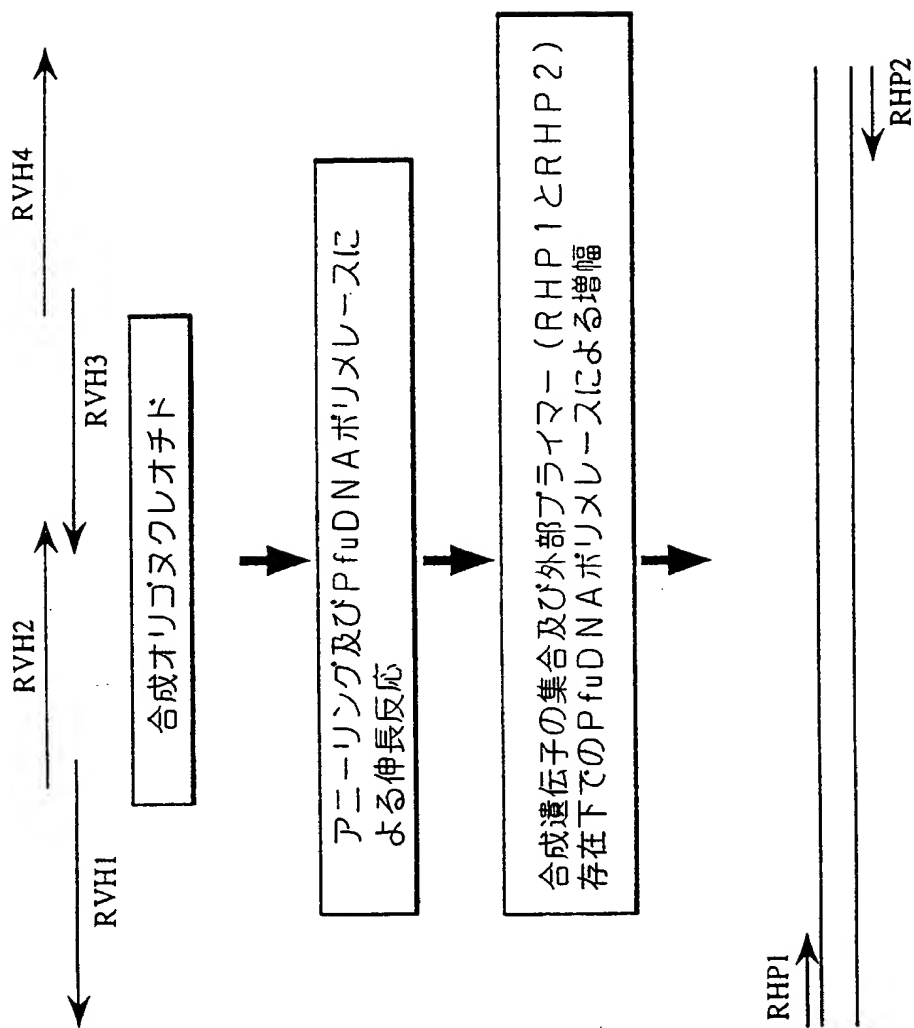 RVH1
RVH2
RVH3
RVH4
合成オリゴヌクレオチド
アニーリング及びPfuDNAポリメレースに
よる伸長反応
合成遺伝子の集合及び外部プライマー(RHP1とRHP2)
存在下でのPfuDNAポリメレースによる増幅
RHP1
RHP2